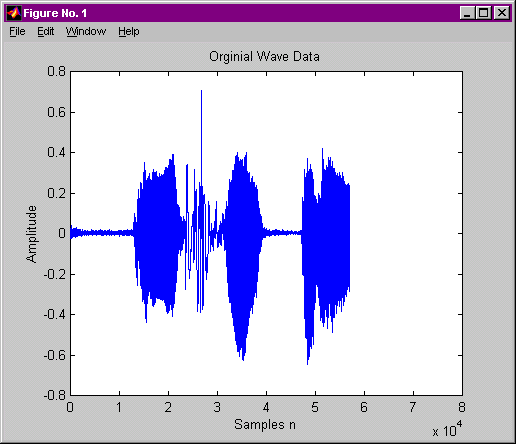 Figure No. 1
File Edit Window Help
Orginial Wave Data
0.8
0.6
0.4
0.2
0
-0.2
-0.4
-0.6
-0.8
Amplitude
0 1 2 3 4 5 6 7 8
Samples n
x 10^4